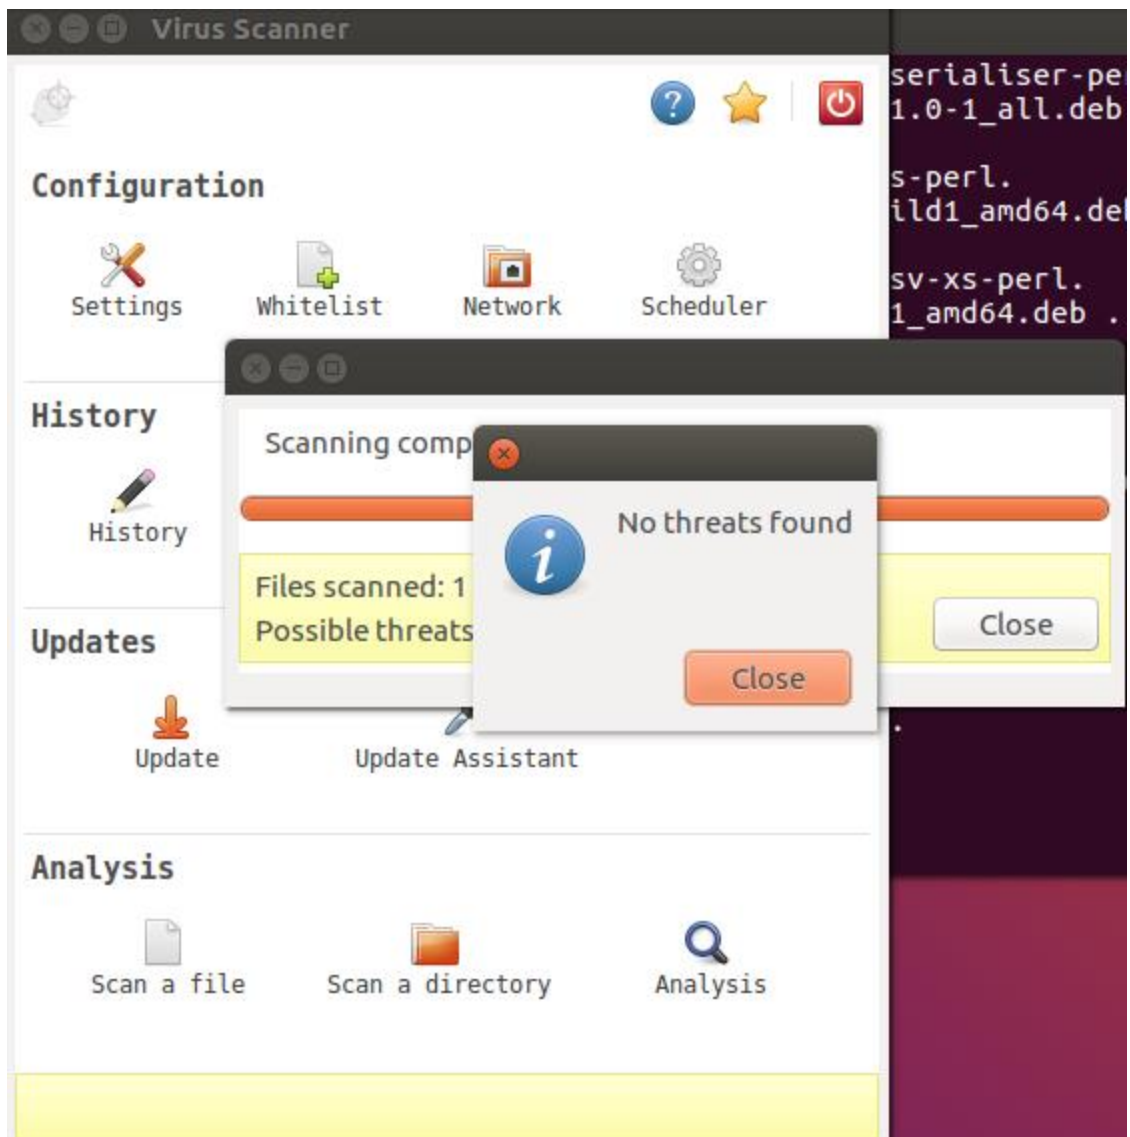 Virus Scanner
serialiser-pe
1.0-1_all.deb
s-perl.
ild1_amd64.de
sv-xs-perl.
1_amd64.deb .
.
Configuration
Settings
Whitelist
Network
Scheduler
History
History
Scanning comp
No threats found
Files scanned: 1
Possible threats
Close
Close
Updates
Update
Update Assistant
Analysis
Scan a file
Scan a directory
Analysis